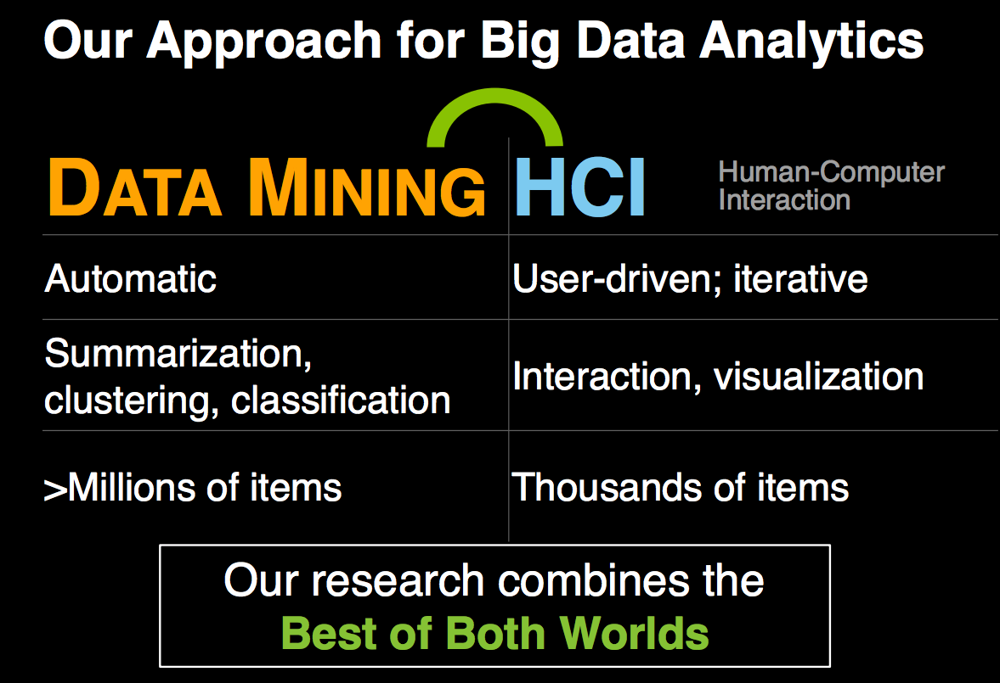 Our Approach for Big Data Analytics
DATA MINING HCI Human-Computer
Interaction
Automatic
User-driven; iterative
Summarization,
clustering, classification
Interaction, visualization
>Millions of items
Thousands of items
Our research combines the
Best of Both Worlds